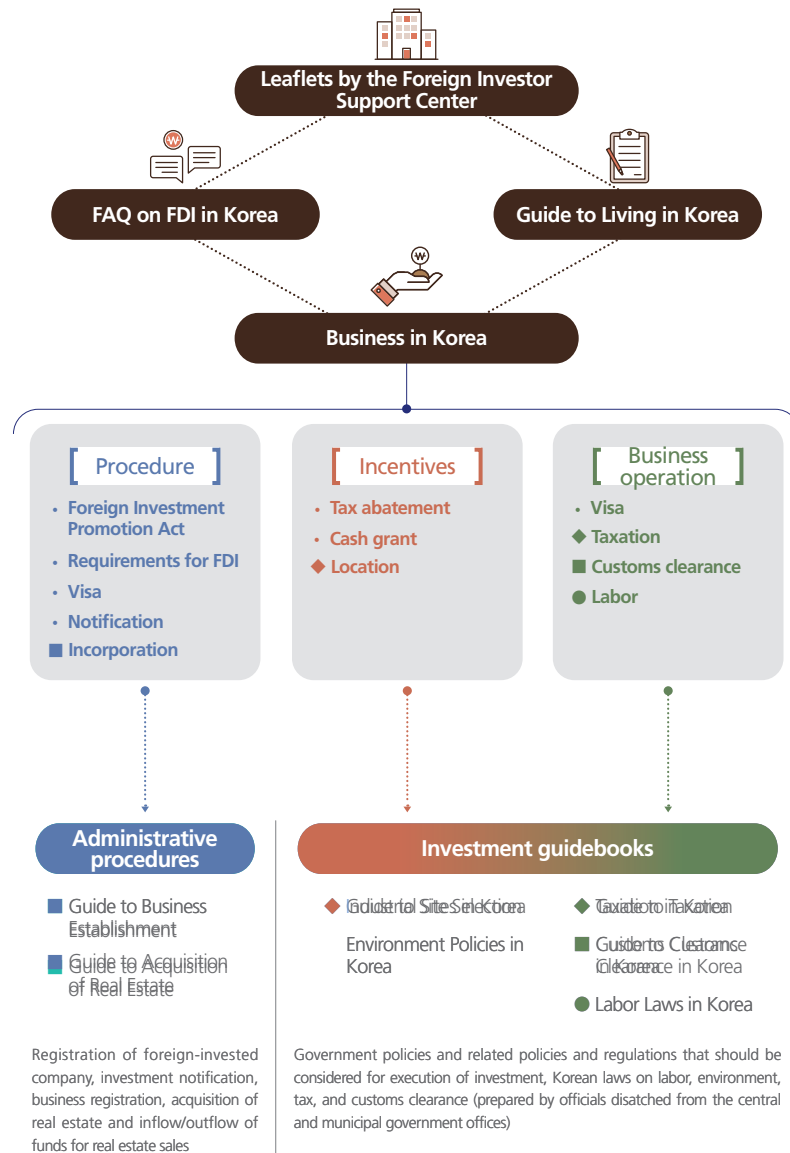 Leaflets by the Foreign Investor
Support Center
FAQ on FDI in Korea
Guide to Living in Korea
Business in Korea
Procedure
• Foreign Investment
Promotion Act
• Requirements for FDI
• Visa
• Notification
■ Incorporation
Incentives
• Tax abatement
• Cash grant
◆ Location
Business
operation
• Visa
◆ Taxation
■ Customs clearance
● Labor
Administrative
procedures
■ Guide to Business
Establishment
■ Guide to Acquisition
of Real Estate
Registration of foreign-invested
company, investment notification,
business registration, acquisition of
real estate and inflow/outflow of
funds for real estate sales
Investment guidebooks
Environment Policies in
Korea
● Labor Laws in Korea
Government policies and related policies and regulations that should be
considered for execution of investment, Korean laws on labor, environment,
tax, and customs clearance (prepared by officials disatched from the central
and municipal government offices)